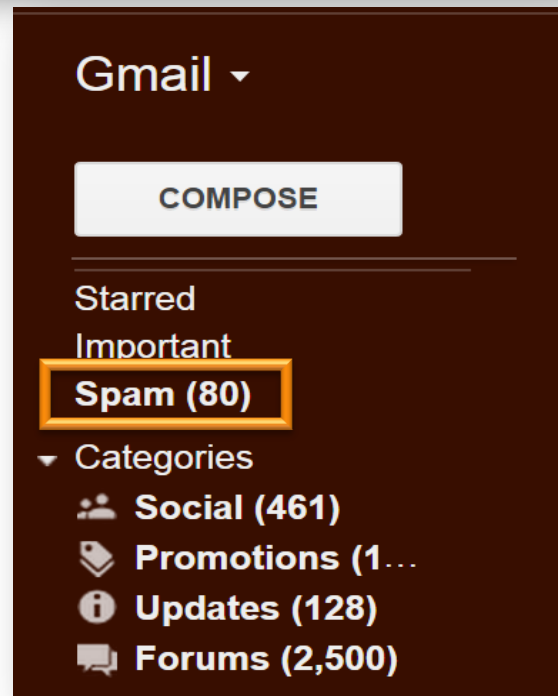 Gmail
COMPOSE
Starred
Important
Spam (80)
Categories
Social (461)
Promotions (1...
Updates (128)
Forums (2,500)